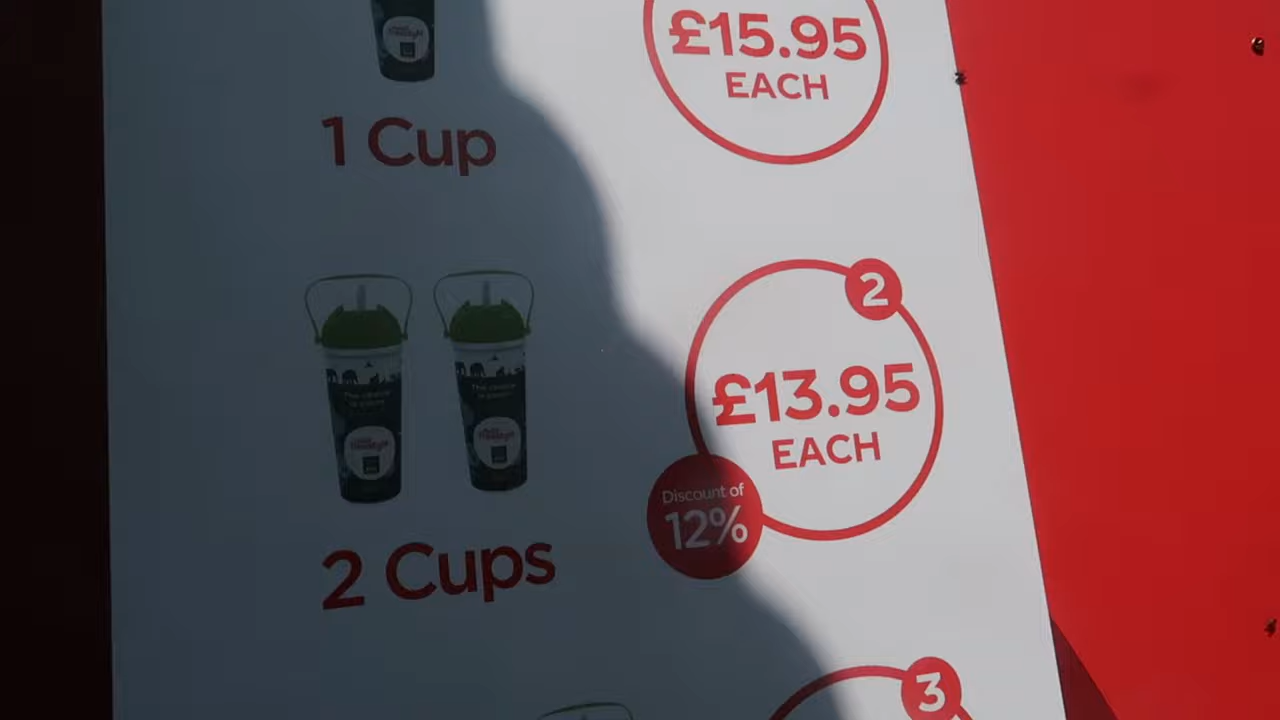 £15.95
EACH
1 Cup
2
£13.95
EACH
Discount of
12%
2 Cups
3